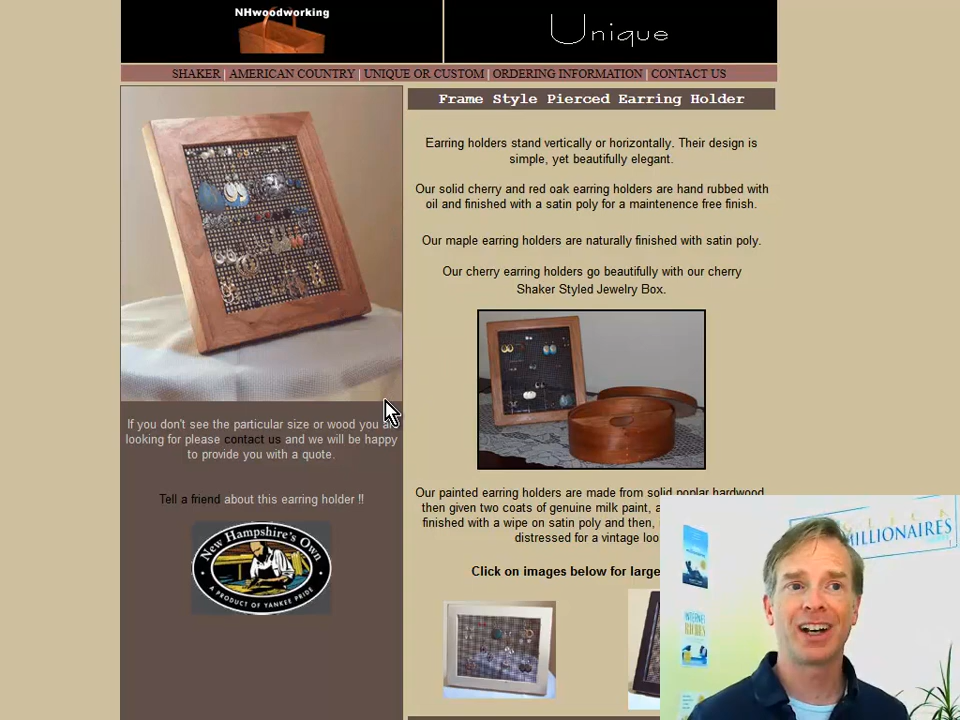 NHwoodworking
Unique
SHAKER | AMERICAN COUNTRY | UNIQUE OR CUSTOM | ORDERING INFORMATION | CONTACT US
Frame Style Pierced Earring Holder
Earring holders stand vertically or horizontally. Their design is
simple, yet beautifully elegant.
Our solid cherry and red oak earring holders are hand rubbed with
oil and finished with a satin poly for a maintenence free finish.
Our maple earring holders are naturally finished with satin poly.
Our cherry earring holders go beautifully with our cherry
Shaker Styled Jewelry Box.
If you don't see the particular size or wood you are
looking for please contact us and we will be happy
to provide you with a quote.
Tell a friend about this earring holder !!
New Hampshire's Own
A PRODUCT OF YANKEE PRIDE
Our painted earring holders are made from solid poplar hardwood,
then given two coats of genuine milk paint,
finished with a wipe on satin poly and then,
distressed for a vintage
Click on images below for
MILLIONAIRES
INTERNET
RICHES